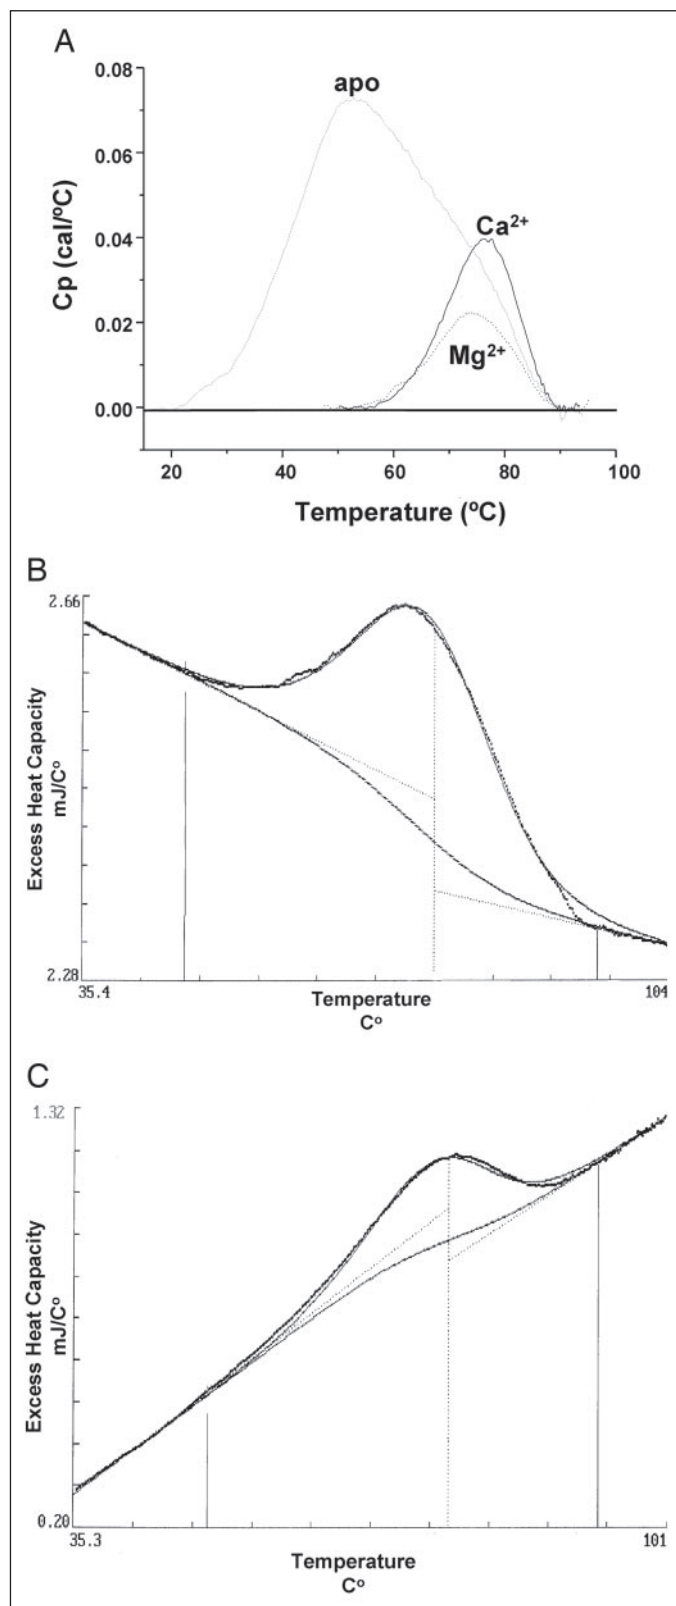 A
0.08
apo
0.06
Cp (cal/ºC)
0.04
Ca2+
0.02
Mg2+
0.00
20 40 60 80 100
Temperature (ºC)
B
2.66
Excess Heat Capacity
mJ/Cº
2.28
35.4 104
Temperature
Cº
C
1.32
Excess Heat Capacity
mJ/Cº
0.20
35.3 101
Temperature
Cº